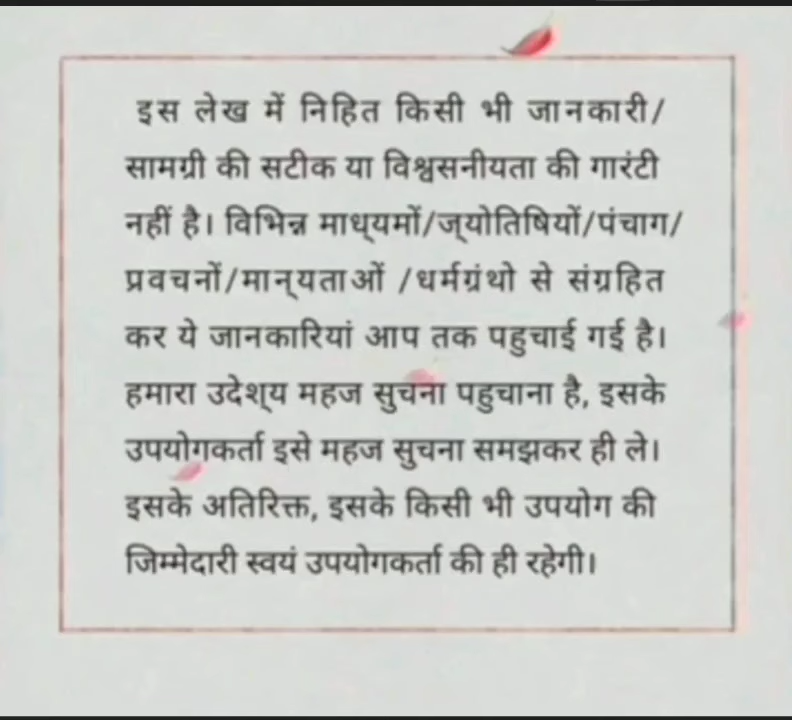 इस लेख में निहित किसी भी जानकारी/
सामग्री की सटीक या विश्वसनीयता की गारंटी
नहीं है। विभिन्न माध्यमों/ज्योतिषियों/पंचाग/
प्रवचनों/मान्यताओं /धर्मग्रंथो से संग्रहित
कर ये जानकारियां आप तक पहुचाई गई है।
हमारा उदेश्य महज सुचना पहुचाना है, इसके
उपयोगकर्ता इसे महज सुचना समझकर ही ले।
इसके अतिरिक्त, इसके किसी भी उपयोग की
जिम्मेदारी स्वयं उपयोगकर्ता की ही रहेगी।